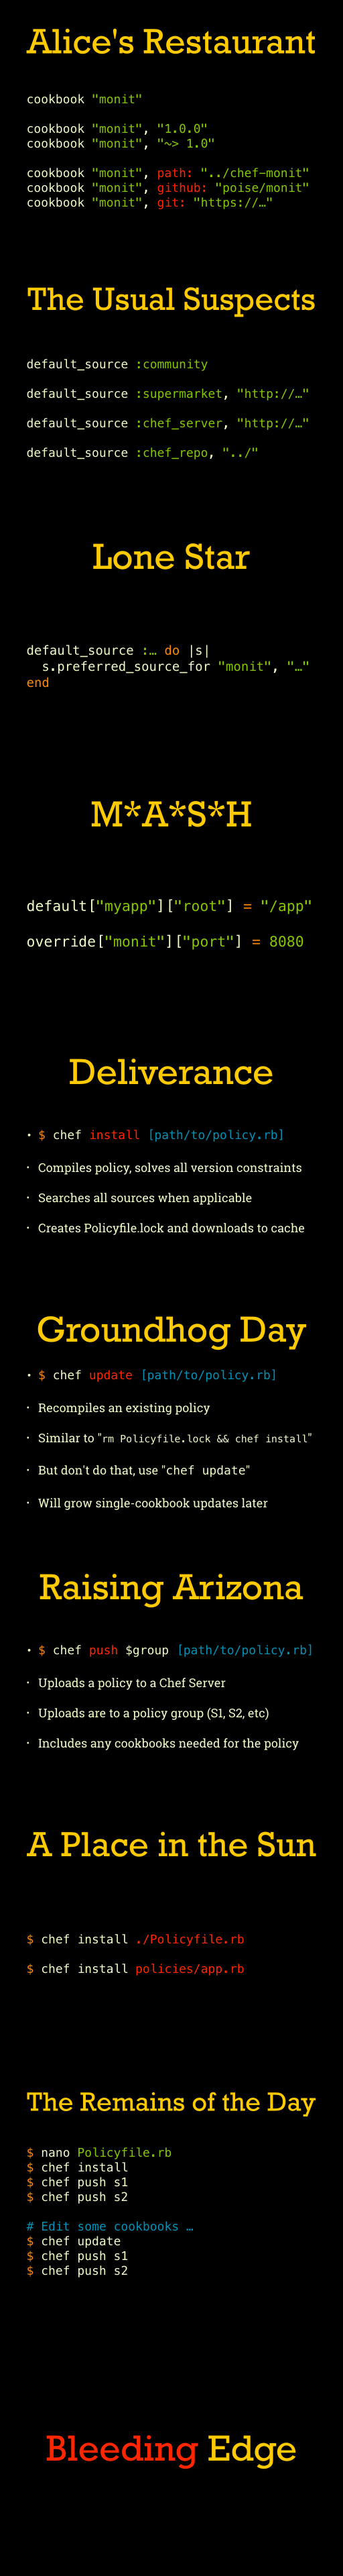 Alice's Restaurant
cookbook "monit"
cookbook "monit", "1.0.0"
cookbook "monit", "~> 1.0"
cookbook "monit", path: "../chef-monit"
cookbook "monit", github: "poise/monit"
cookbook "monit", git: "https://…"
The Usual Suspects
default_source :community
default_source :supermarket, "http://…"
default_source :chef_server, "http://…"
default_source :chef_repo, "../"
Lone Star
default_source :… do |s|
  s.preferred_source_for "monit", "…"
end
M*A*S*H
default["myapp"]["root"] = "/app"
override["monit"]["port"] = 8080
Deliverance
• $ chef install [path/to/policy.rb]
• Compiles policy, solves all version constraints
• Searches all sources when applicable
• Creates Policyfile.lock and downloads to cache
Groundhog Day
• $ chef update [path/to/policy.rb]
• Recompiles an existing policy
• Similar to "rm Policyfile.lock && chef install"
• But don't do that, use "chef update"
• Will grow single-cookbook updates later
Raising Arizona
• $ chef push $group [path/to/policy.rb]
• Uploads a policy to a Chef Server
• Uploads are to a policy group (S1, S2, etc)
• Includes any cookbooks needed for the policy
A Place in the Sun
$ chef install ./Policyfile.rb
$ chef install policies/app.rb
The Remains of the Day
$ nano Policyfile.rb
$ chef install
$ chef push s1
$ chef push s2
# Edit some cookbooks …
$ chef update
$ chef push s1
$ chef push s2
Bleeding Edge